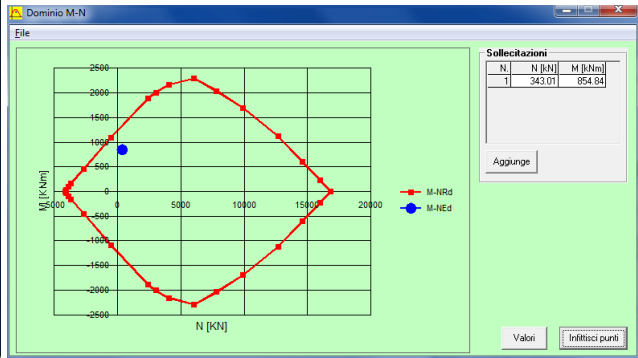 Dominio M-N
File
Sollecitazioni
N. N [kN] M [kNm]
1 343.01 854.84
Aggiunge
2500
2000
1500
1000
500
0
-5000 0 5000 10000 15000 20000
-500
-1000
-1500
-2000
-2500
M [KNm]
N [KN]
M-NRd
M-NEd
Valori
Infittisci punti